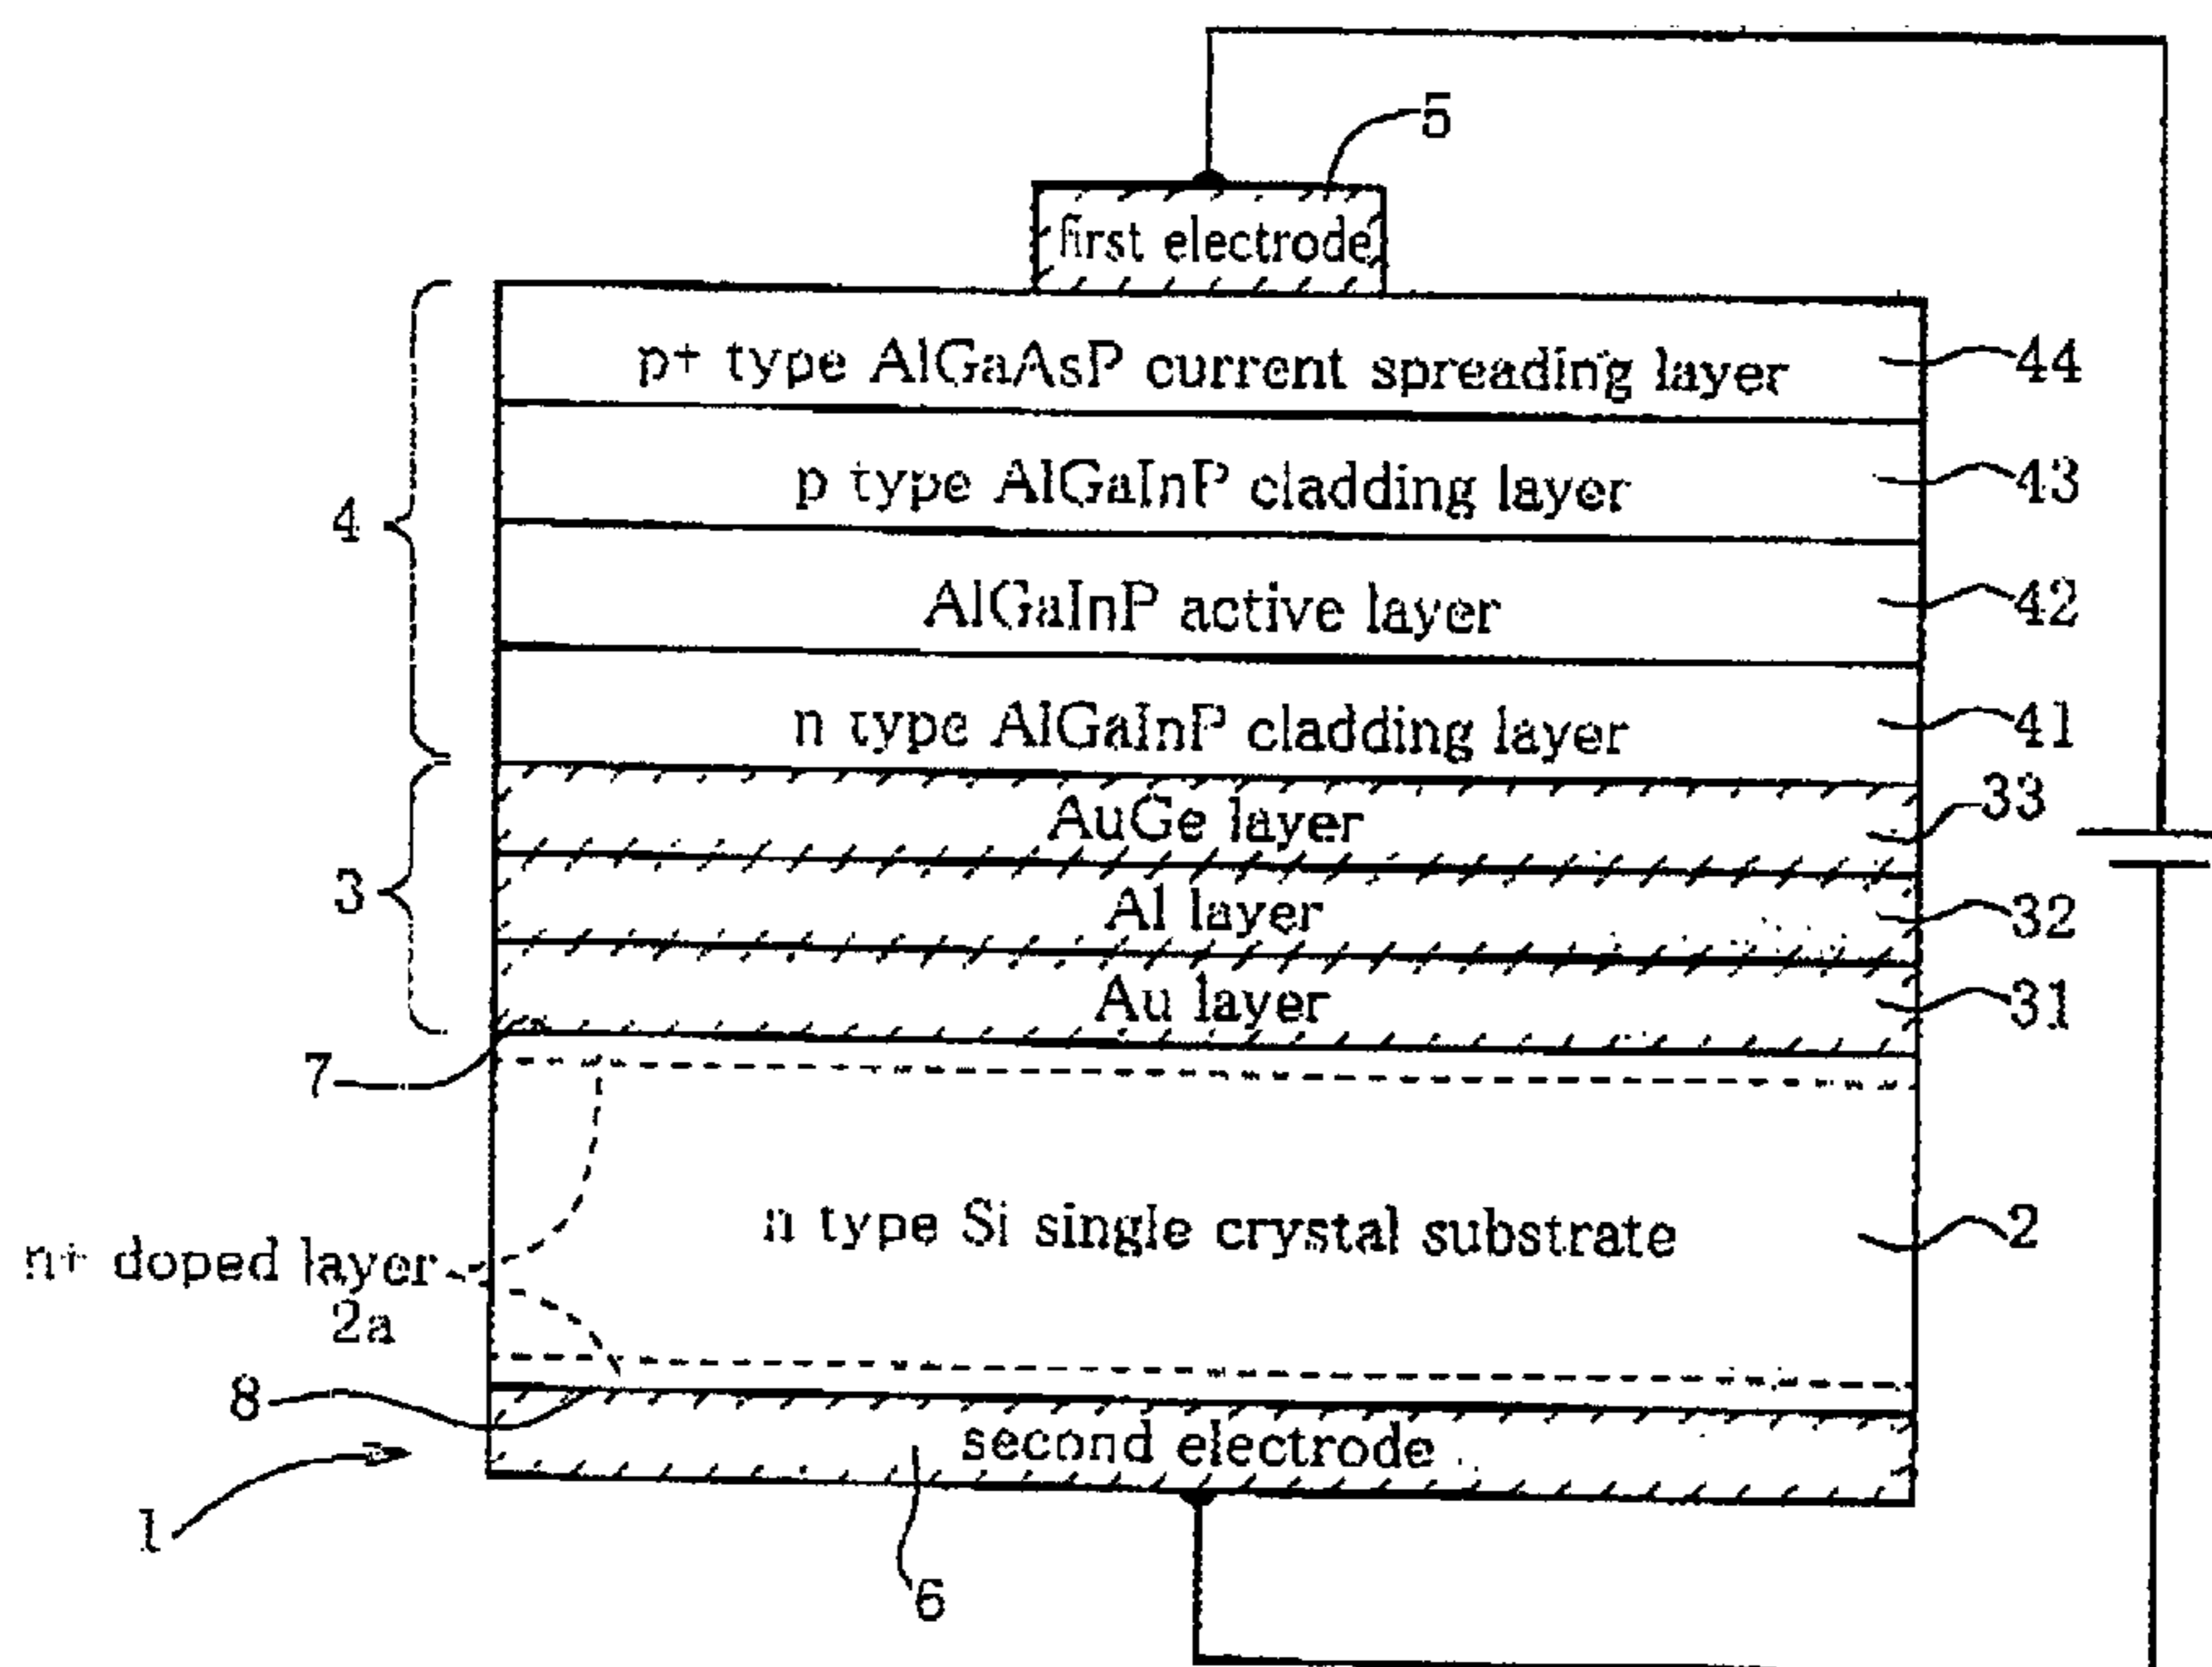 5
first electrode
p+ type AlGaAsP current spreading layer
44
p type AlGaInP cladding layer
43
4
AlGaInP active layer
42
n type AlGaInP cladding layer
41
AuGe layer
33
3
Al layer
32
Au layer
31
7
n type Si single crystal substrate
2
n+ doped layer
2a
8
second electrode
1
6